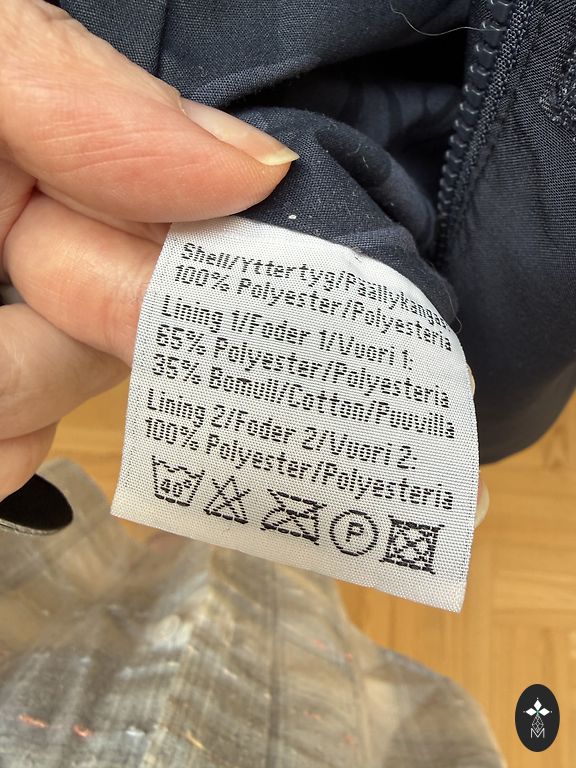 Shell/Yttertyg/Päällykangas
100% Polyester/Polyesteria
Lining 1/Foder 1/Vuori 1:
65% Polyester/Polyesteria
35% Bomull/Cotton/Puuvilla
Lining 2/Foder 2/Vuori 2:
100% Polyester/Polyesteria
40° P
M